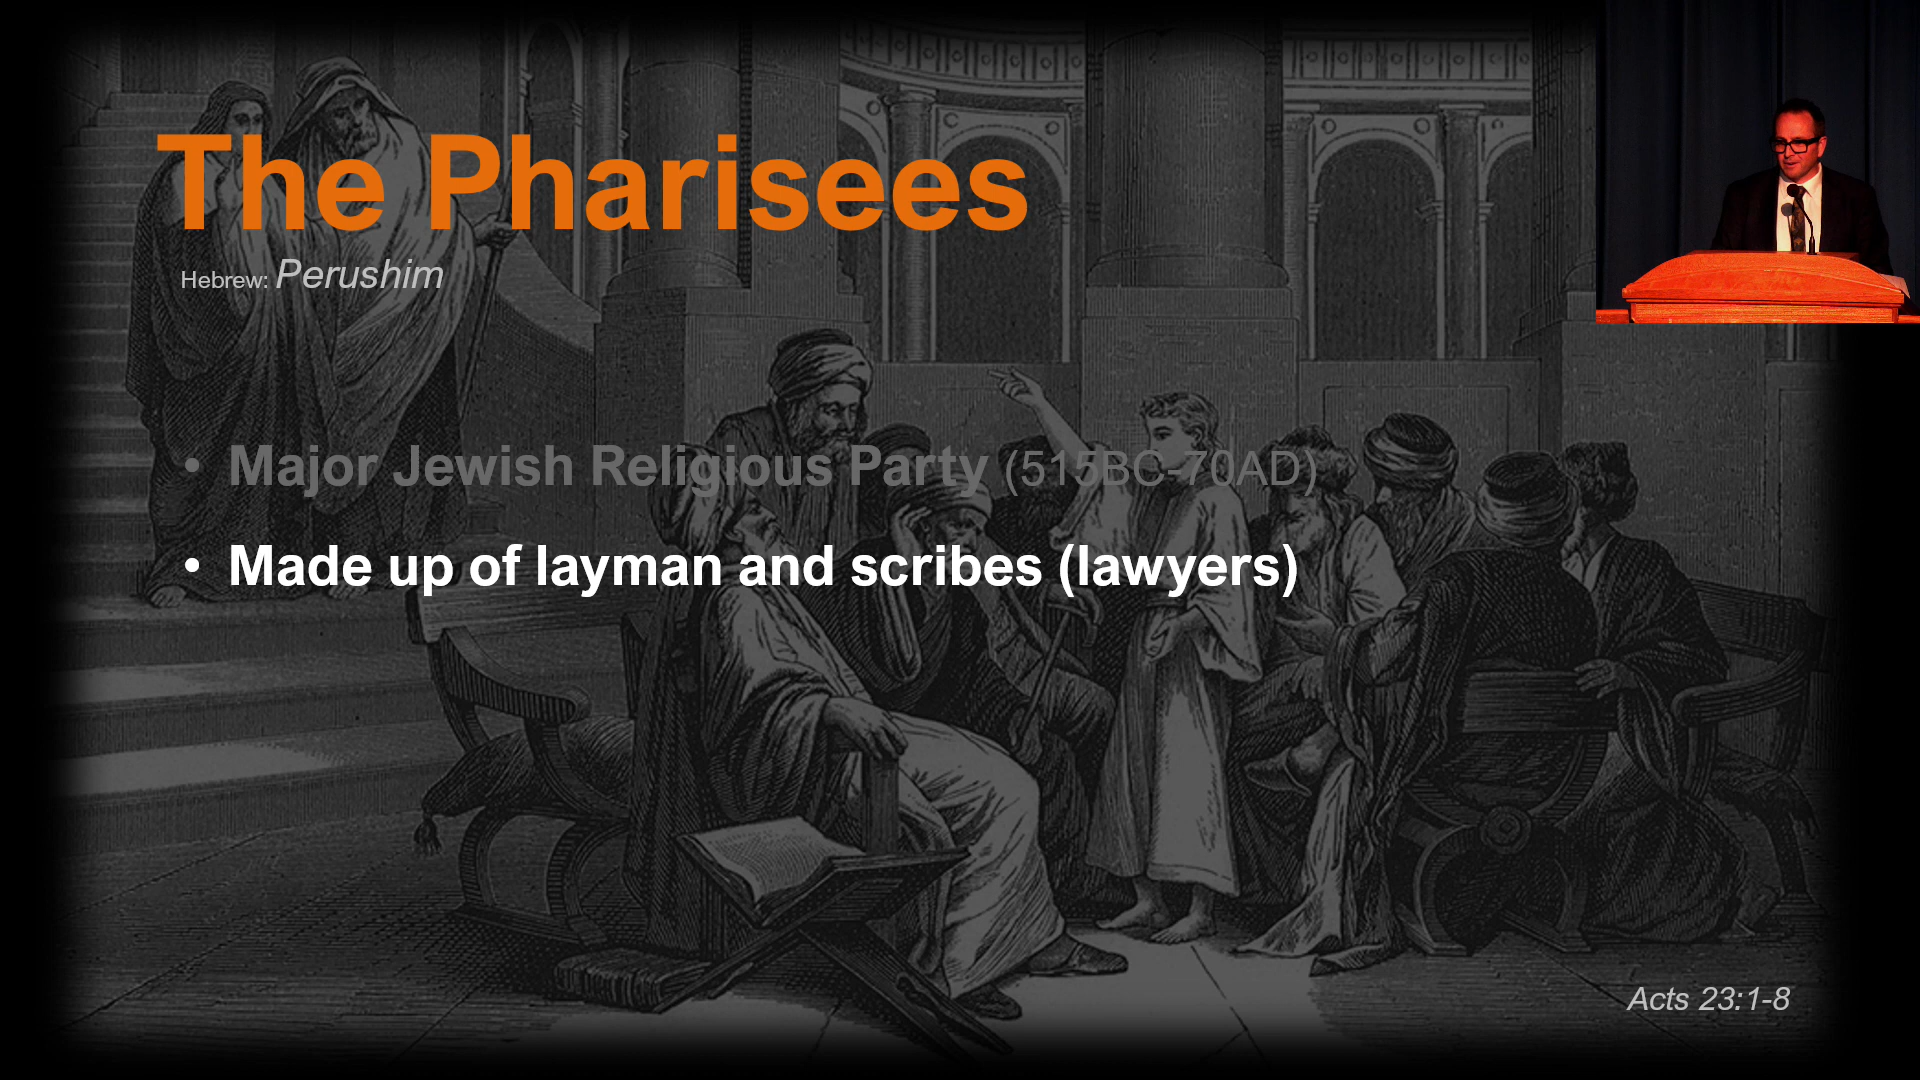 The Pharisees
Hebrew: Perushim
• Major Jewish Religious Party (515BC-70AD)
• Made up of layman and scribes (lawyers)
Acts 23:1-8